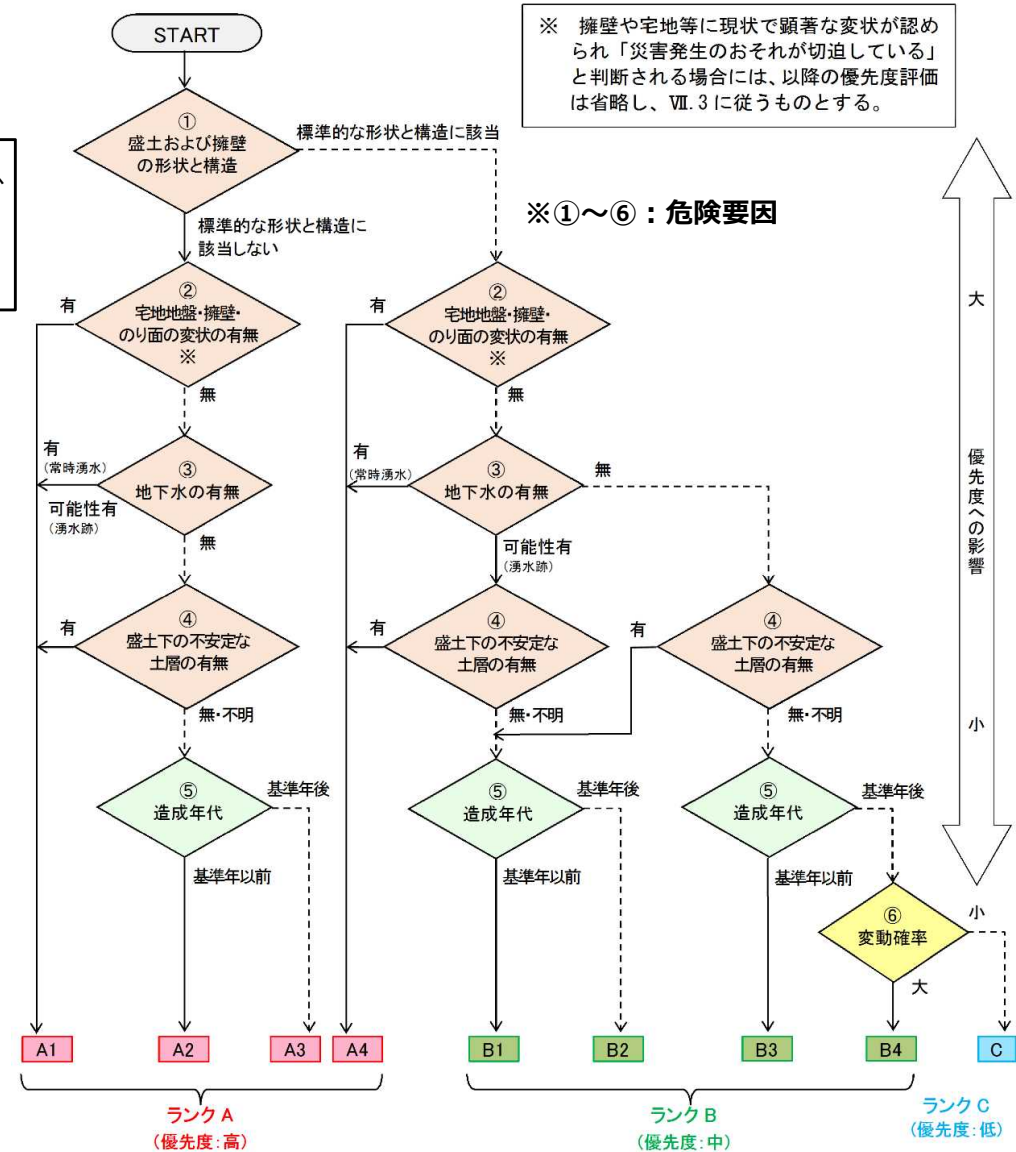 START
※ 擁壁や宅地等に現状で顕著な変状が認め
られ「災害発生のおそれが切迫している」
と判断される場合には、以降の優先度評価
は省略し、Ⅶ.3 に従うものとする。
①
盛土および擁壁
の形状と構造
標準的な形状と構造に該当
標準的な形状と構造に
該当しない
※①～⑥：危険要因
大
優先度への影響
小
有
②
宅地地盤・擁壁・
のり面の変状の有無
※
無
有
②
宅地地盤・擁壁・
のり面の変状の有無
※
無
有
(常時湧水)
③
地下水の有無
可能性有
(湧水跡)
無
有
(常時湧水)
③
地下水の有無
無
可能性有
(湧水跡)
有
④
盛土下の不安定な
土層の有無
無・不明
有
④
盛土下の不安定な
土層の有無
無・不明
有
④
盛土下の不安定な
土層の有無
無・不明
⑤
造成年代
基準年後
基準年以前
⑤
造成年代
基準年後
基準年以前
⑤
造成年代
基準年後
基準年以前
⑥
変動確率
小
大
A1
A2
A3
A4
B1
B2
B3
B4
C
ランク A
(優先度:高)
ランク B
(優先度:中)
ランク C
(優先度:低)